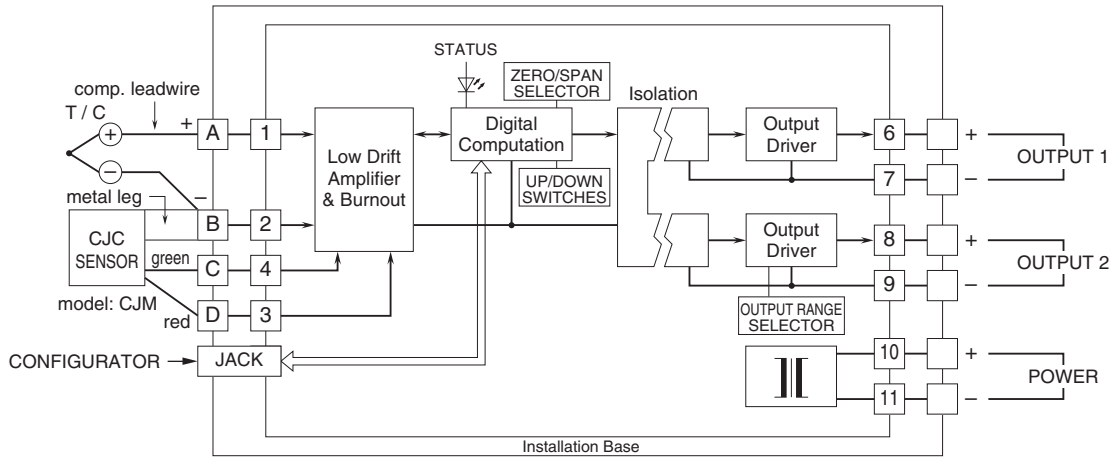 STATUS
ZERO/SPAN
SELECTOR
Isolation
comp. leadwire
T / C
+
A
1
+
−
−
Low Drift
Amplifier
& Burnout
Digital
Computation
UP/DOWN
SWITCHES
Output
Driver
6
+
OUTPUT 1
7
−
metal leg
B
2
CJC
SENSOR
green
C
4
model: CJM
red
D
3
Output
Driver
8
+
OUTPUT 2
9
−
OUTPUT RANGE
SELECTOR
CONFIGURATOR
JACK
10
+
POWER
11
−
Installation Base